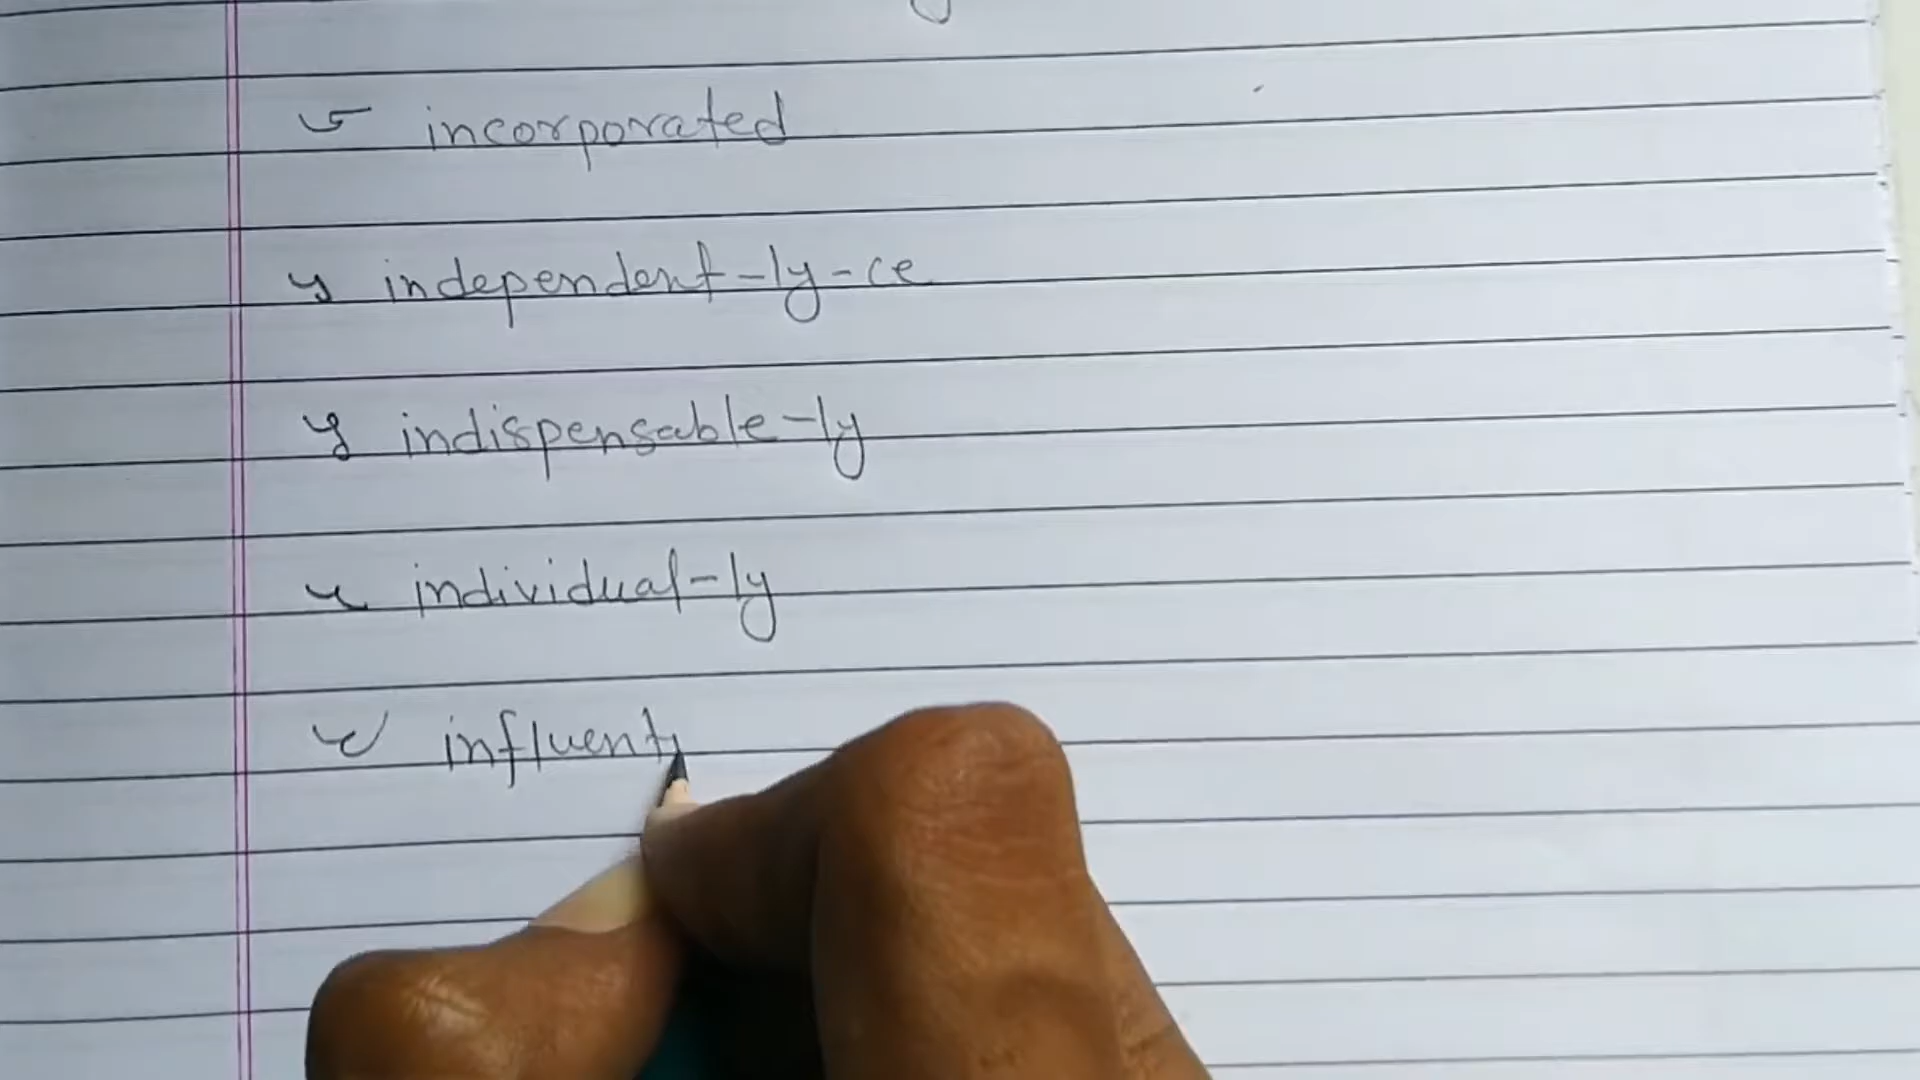 incorporated
independent-ly-ce
indispensable-ly
individual-ly
influent